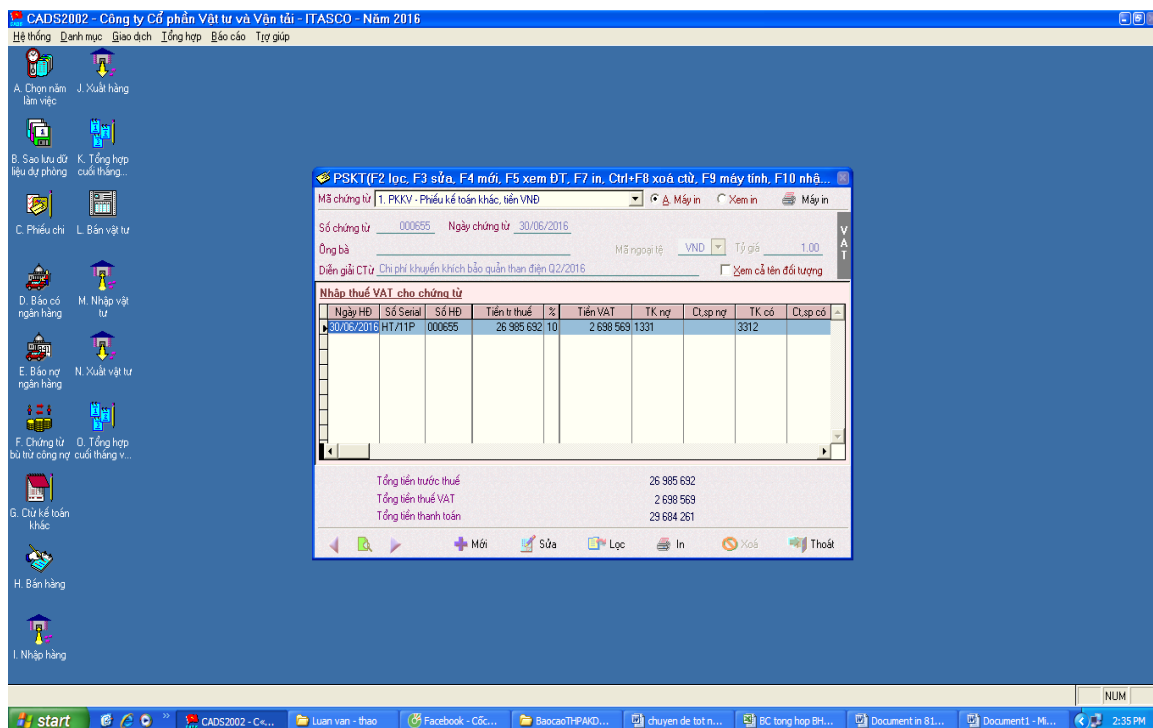 CADS2002 - Công ty Cổ phần Vật tư và Vận tải - ITASCO - Năm 2016
Hệ thống Danh mục Giao dịch Tổng hợp Báo cáo Trợ giúp
A. Chọn năm làm việc
J. Xuất hàng
B. Sao lưu dữ liệu dự phòng
K. Tổng hợp cuối tháng...
C. Phiếu chi
L. Bán vật tư
D. Báo có ngân hàng
M. Nhập vật tư
E. Báo nợ ngân hàng
N. Xuất vật tư
F. Chứng từ bù trừ công nợ
O. Tổng hợp cuối tháng v...
G. Ctừ kế toán khác
H. Bán hàng
I. Nhập hàng
PSKT(F2 lọc, F3 sửa, F4 mới, F5 xem ĐT, F7 in, Ctrl+F8 xoá ctừ, F9 máy tính, F10 nhậ...
Mã chứng từ 1. PKKV - Phiếu kế toán khác, tiền VNĐ A. Máy in Xem in Máy in
Số chứng từ 000655 Ngày chứng từ 30/06/2016
Ông bà Mã ngoại tệ VND Tỷ giá 1.00
Diễn giải CTừ Chi phí khuyến khích bảo quản than điện Q2/2016 Xem cả tên đối tượng
VAT
Nhập thuế VAT cho chứng từ
Ngày HĐ Số Serial Số HĐ Tiền tr thuế % Tiền VAT TK nợ Ct,sp nợ TK có Ct,sp có
30/06/2016 HT/11P 000655 26 985 692 10 2 698 569 1331 3312
Tổng tiền trước thuế 26 985 692
Tổng tiền thuế VAT 2 698 569
Tổng tiền thanh toán 29 684 261
Mới Sửa Lọc In Xoá Thoát
NUM
start CADS2002 - C«... Luan van - thao Facebook - Cốc... BaocaoTHPAKD... chuyen de tot n... BC tong hop BH... Document in 81... Document1 - Mi... 2:35 PM